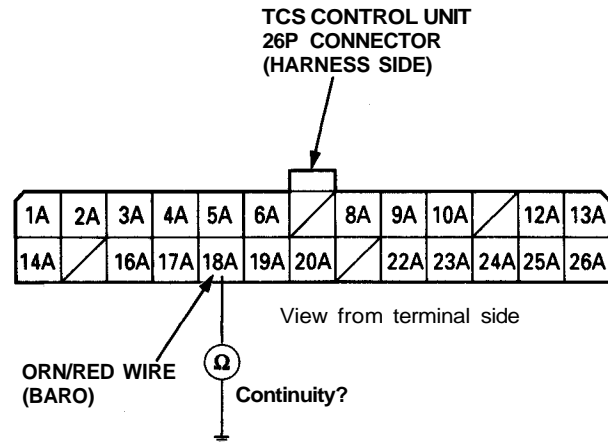 TCS CONTROL UNIT
26P CONNECTOR
(HARNESS SIDE)
1A 2A 3A 4A 5A 6A 8A 9A 10A 12A 13A
14A 16A 17A 18A 19A 20A 22A 23A 24A 25A 26A
View from terminal side
ORN/RED WIRE
(BARO)
Ω
Continuity?